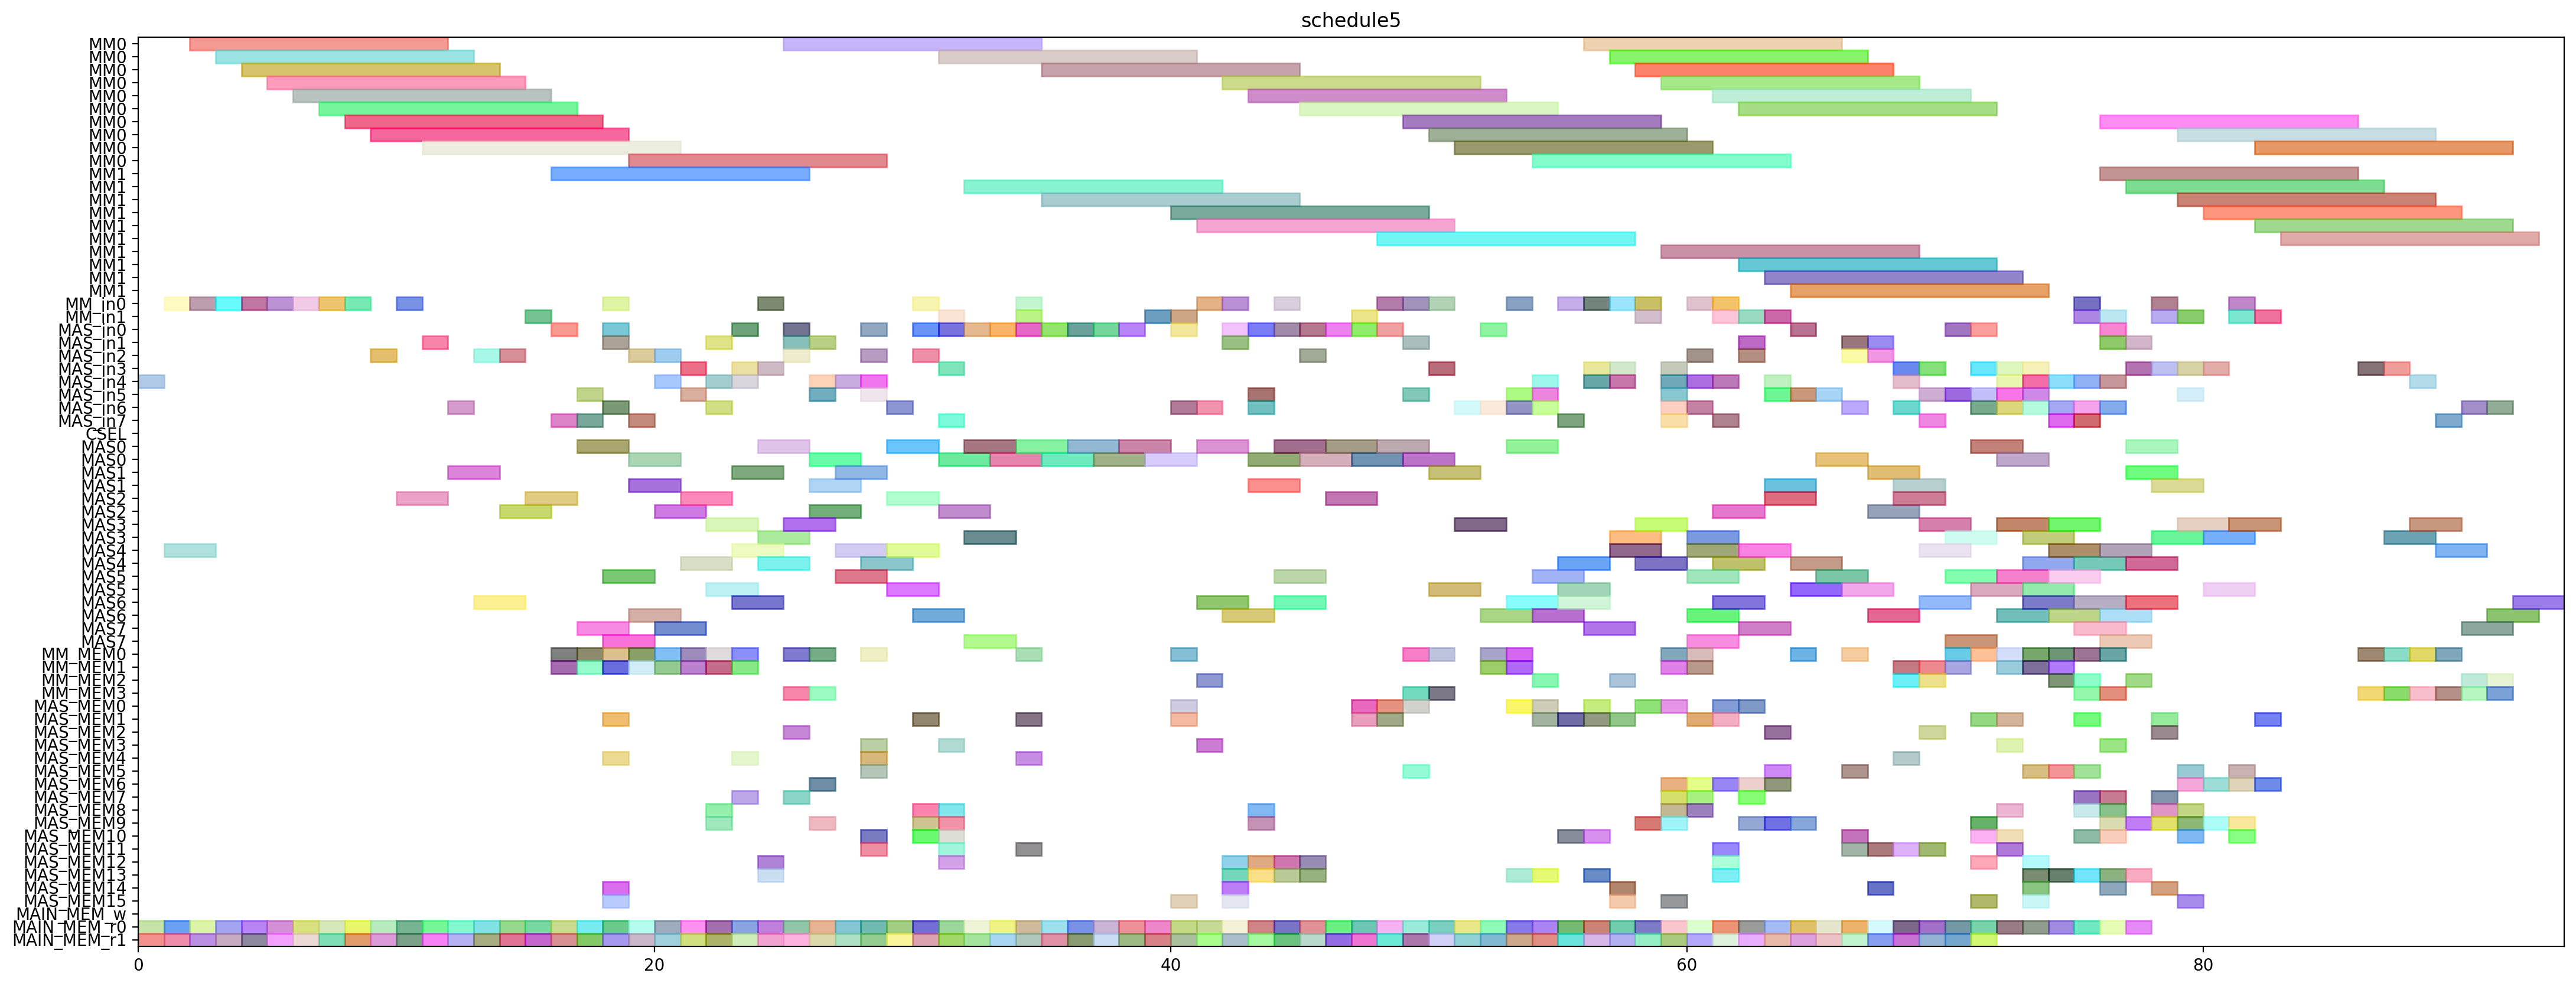 schedule5
MM0
MM0
MM0
MM0
MM0
MM0
MM0
MM0
MM0
MM0
MM1
MM1
MM1
MM1
MM1
MM1
MM1
MM1
MM1
MM1
MM_in0
MM_in1
MAS_in0
MAS_in1
MAS_in2
MAS_in3
MAS_in4
MAS_in5
MAS_in6
MAS_in7
CSEL
MAS0
MAS0
MAS1
MAS1
MAS2
MAS2
MAS3
MAS3
MAS4
MAS4
MAS5
MAS5
MAS6
MAS6
MAS7
MAS7
MM_MEM0
MM_MEM1
MM_MEM2
MM_MEM3
MAS_MEM0
MAS_MEM1
MAS_MEM2
MAS_MEM3
MAS_MEM4
MAS_MEM5
MAS_MEM6
MAS_MEM7
MAS_MEM8
MAS_MEM9
MAS_MEM10
MAS_MEM11
MAS_MEM12
MAS_MEM13
MAS_MEM14
MAS_MEM15
MAIN_MEM_w
MAIN_MEM_r0
MAIN_MEM_r1
0 20 40 60 80